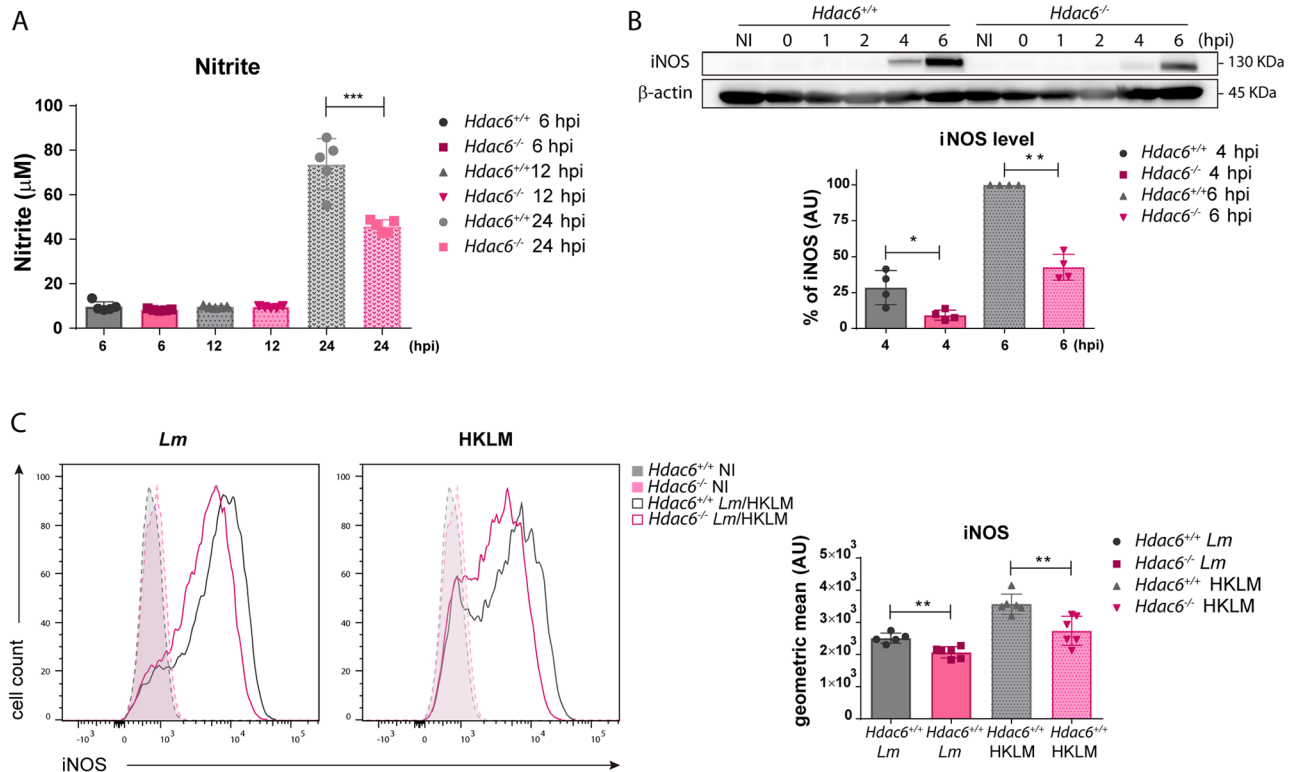 A
Nitrite
Nitrite (μM)
100
80
60
40
20
0
6 6 12 12 24 24 (hpi)
***
Hdac6+/+ 6 hpi
Hdac6-/- 6 hpi
Hdac6+/+12 hpi
Hdac6-/- 12 hpi
Hdac6+/+24 hpi
Hdac6-/- 24 hpi
B
Hdac6+/+ Hdac6-/-
NI 0 1 2 4 6 NI 0 1 2 4 6 (hpi)
iNOS - 130 KDa
β-actin - 45 KDa
iNOS level
% of iNOS (AU)
100
75
50
25
0
4 4 6 6 (hpi)
*
**
Hdac6+/+ 4 hpi
Hdac6-/- 4 hpi
Hdac6+/+6 hpi
Hdac6-/- 6 hpi
C
Lm
cell count
100
80
60
40
20
0
-10³ 0 10³ 10⁴ 10⁵
HKLM
100
80
60
40
20
0
-10³ 0 10³ 10⁴ 10⁵
iNOS
Hdac6+/+ NI
Hdac6-/- NI
Hdac6+/+ Lm/HKLM
Hdac6-/- Lm/HKLM
iNOS
geometric mean (AU)
5×10³
4×10³
3×10³
2×10³
1×10³
0
**
**
Hdac6+/+ Hdac6+/+ Hdac6+/+ Hdac6+/+
Lm Lm HKLM HKLM
Hdac6+/+ Lm
Hdac6-/- Lm
Hdac6+/+ HKLM
Hdac6-/- HKLM